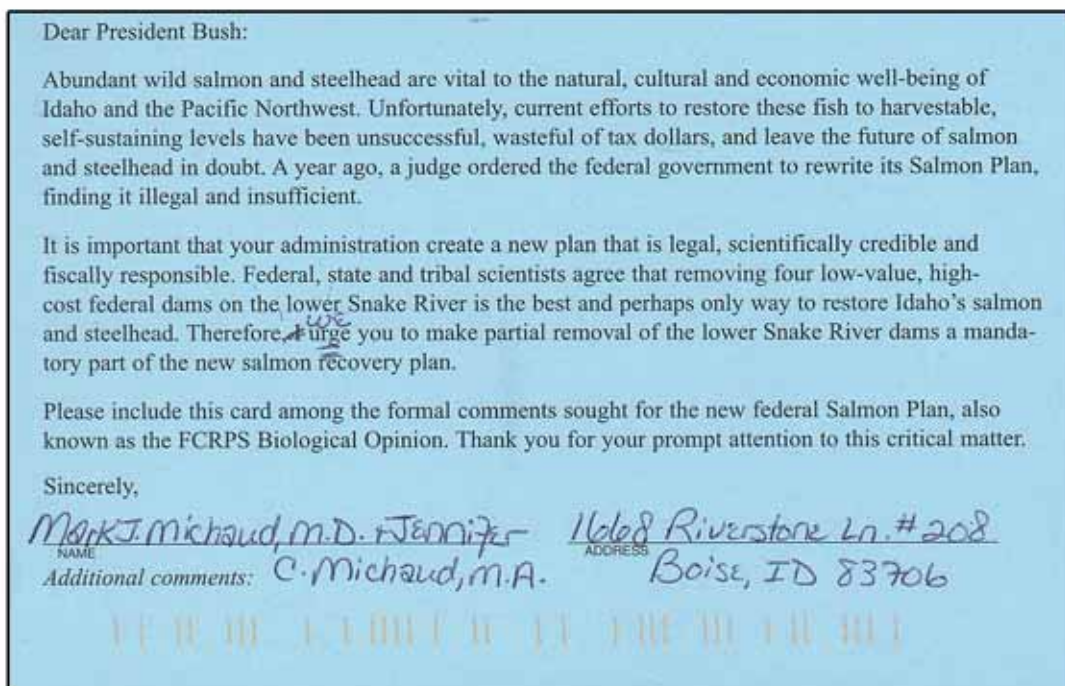 Dear President Bush:
Abundant wild salmon and steelhead are vital to the natural, cultural and economic well-being of
Idaho and the Pacific Northwest. Unfortunately, current efforts to restore these fish to harvestable,
self-sustaining levels have been unsuccessful, wasteful of tax dollars, and leave the future of salmon
and steelhead in doubt. A year ago, a judge ordered the federal government to rewrite its Salmon Plan,
finding it illegal and insufficient.
It is important that your administration create a new plan that is legal, scientifically credible and
fiscally responsible. Federal, state and tribal scientists agree that removing four low-value, high-
cost federal dams on the lower Snake River is the best and perhaps only way to restore Idaho's salmon
we
and steelhead. Therefore, I urge you to make partial removal of the lower Snake River dams a manda-
tory part of the new salmon recovery plan.
Please include this card among the formal comments sought for the new federal Salmon Plan, also
known as the FCRPS Biological Opinion. Thank you for your prompt attention to this critical matter.
Sincerely,
Mark J. Michaud, M.D. + Jennifer 1668 Riverstone Ln. #208
NAME ADDRESS
Additional comments: C. Michaud, M.A. Boise, ID 83706